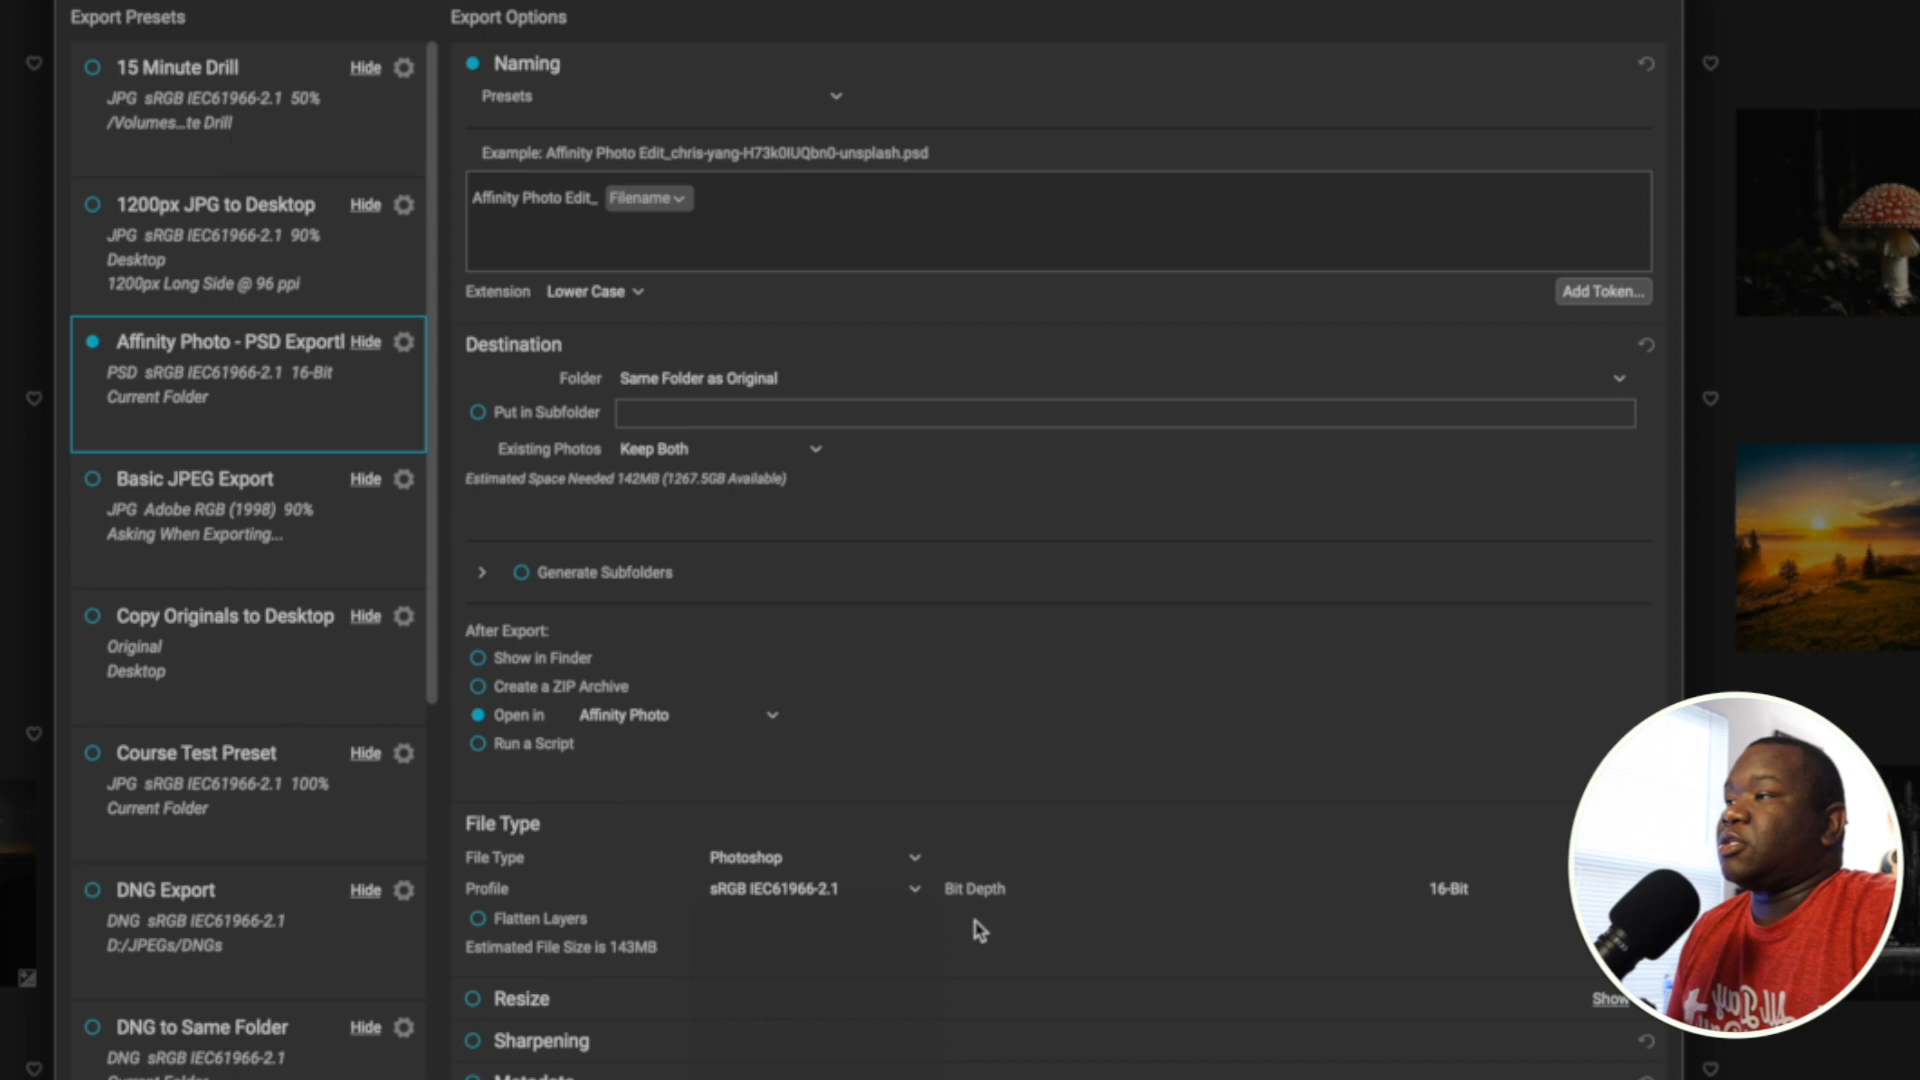 Export Presets
15 Minute Drill Hide
JPG sRGB IEC61966-2.1 50%
/Volumes...te Drill
1200px JPG to Desktop Hide
JPG sRGB IEC61966-2.1 90%
Desktop
1200px Long Side @ 96 ppi
Affinity Photo - PSD Export Hide
PSD sRGB IEC61966-2.1 16-Bit
Current Folder
Basic JPEG Export Hide
JPG Adobe RGB (1998) 90%
Asking When Exporting...
Copy Originals to Desktop Hide
Original
Desktop
Course Test Preset Hide
JPG sRGB IEC61966-2.1 100%
Current Folder
DNG Export Hide
DNG sRGB IEC61966-2.1
D:/JPEGs/DNGs
DNG to Same Folder Hide
DNG sRGB IEC61966-2.1
Export Options
Naming
Presets
Example: Affinity Photo Edit_chris-yang-H73k0IUQbn0-unsplash.psd
Affinity Photo Edit_ Filename
Extension Lower Case Add Token...
Destination
Folder Same Folder as Original
Put in Subfolder
Existing Photos Keep Both
Estimated Space Needed 142MB (1267.5GB Available)
Generate Subfolders
After Export:
Show in Finder
Create a ZIP Archive
Open in Affinity Photo
Run a Script
File Type
File Type Photoshop
Profile sRGB IEC61966-2.1 Bit Depth 16-Bit
Flatten Layers
Estimated File Size is 143MB
Resize Show
Sharpening